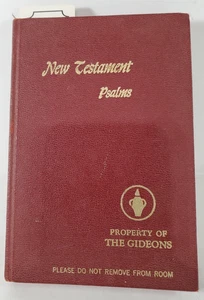 New Testament
Psalms
PROPERTY OF
THE GIDEONS
PLEASE DO NOT REMOVE FROM ROOM